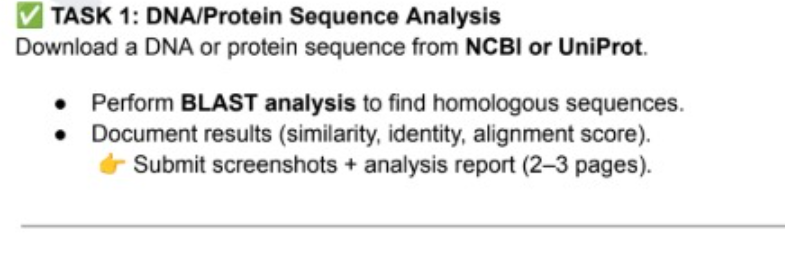 ✅ TASK 1: DNA/Protein Sequence Analysis
Download a DNA or protein sequence from NCBI or UniProt.
● Perform BLAST analysis to find homologous sequences.
● Document results (similarity, identity, alignment score).
👉 Submit screenshots + analysis report (2–3 pages).